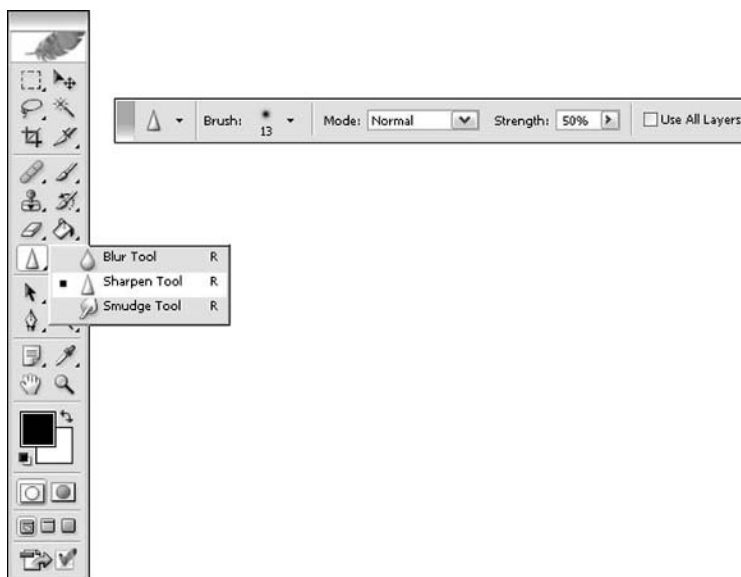 Brush: 13 Mode: Normal Strength: 50% Use All Layers
Blur Tool R
Sharpen Tool R
Smudge Tool R